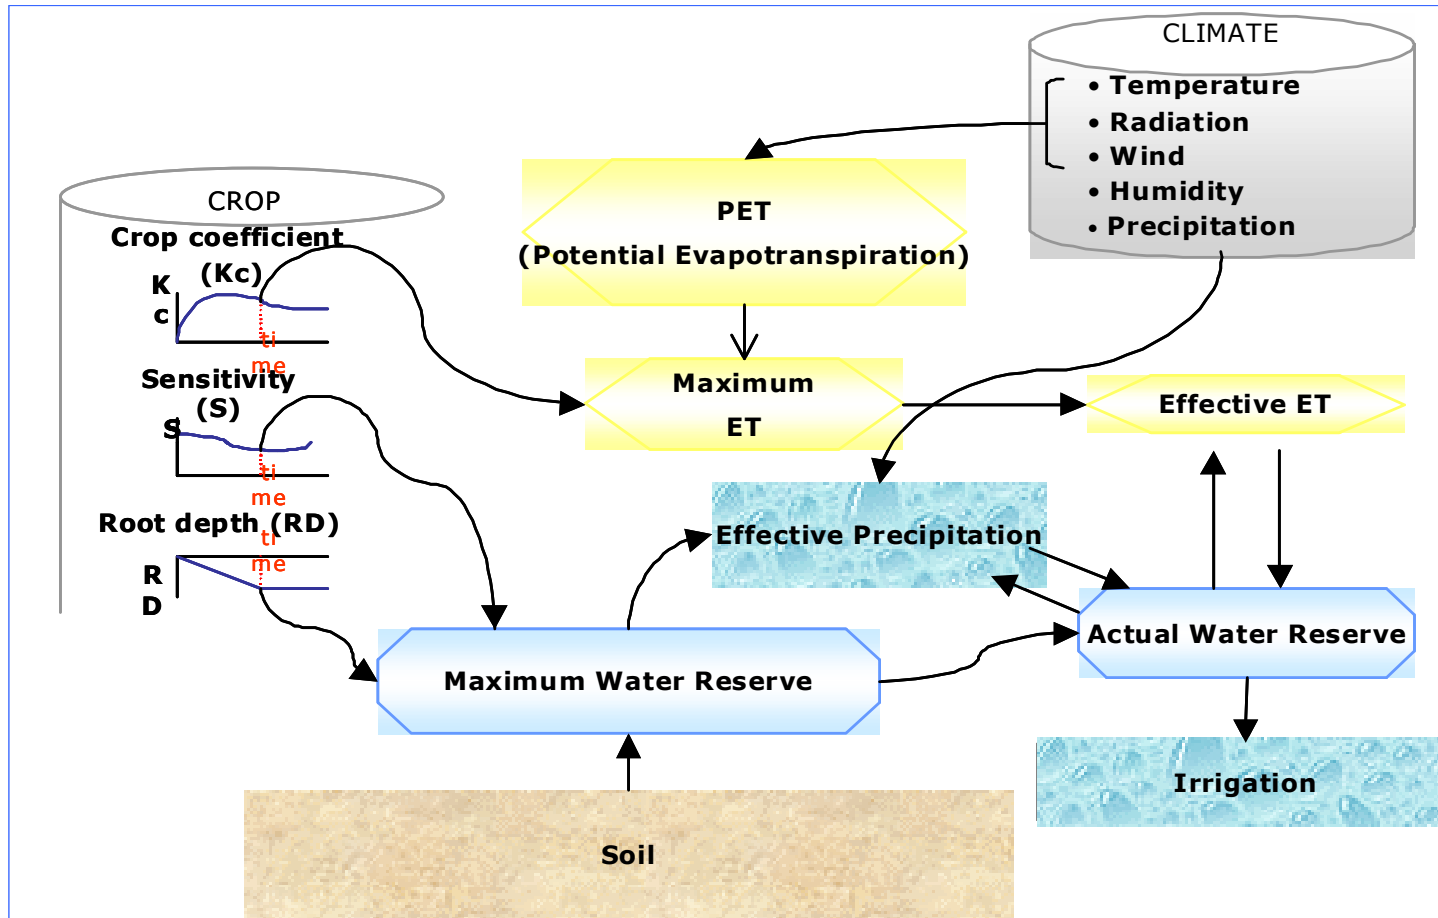 CLIMATE
• Temperature
• Radiation
• Wind
• Humidity
• Precipitation
CROP
Crop coefficient
(Kc)
K
c
ti
me
Sensitivity
(S)
S
ti
me
Root depth (RD)
ti
me
R
D
PET
(Potential Evapotranspiration)
Maximum
ET
Effective ET
Effective Precipitation
Actual Water Reserve
Maximum Water Reserve
Irrigation
Soil